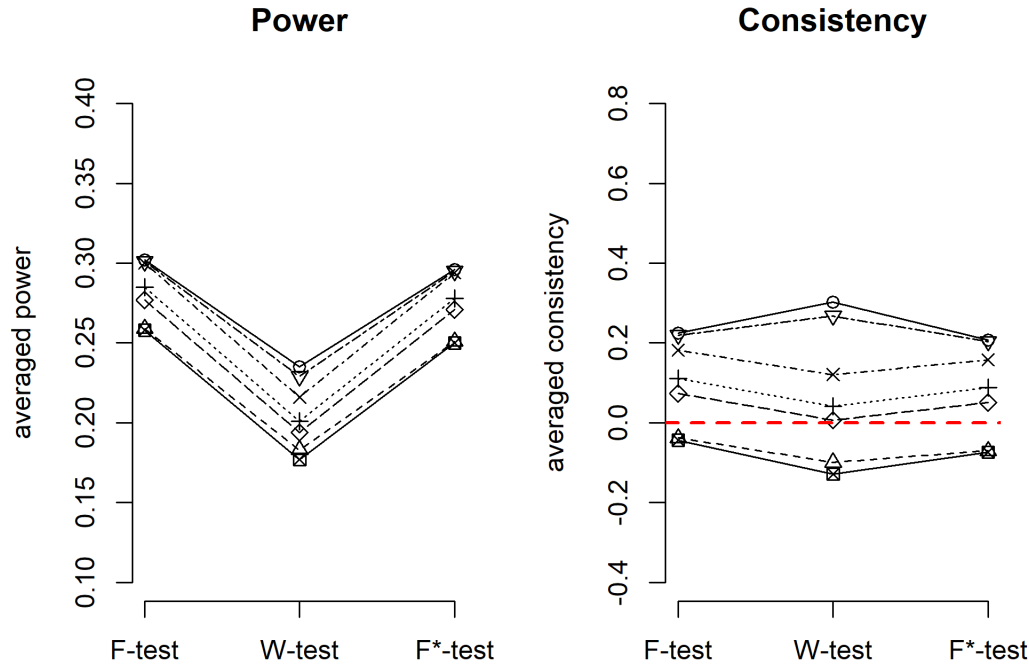 Power
averaged power
0.40
0.35
0.30
0.25
0.20
0.15
0.10
F-test
W-test
F*-test
Consistency
averaged consistency
0.8
0.6
0.4
0.2
0.0
-0.2
-0.4
F-test
W-test
F*-test